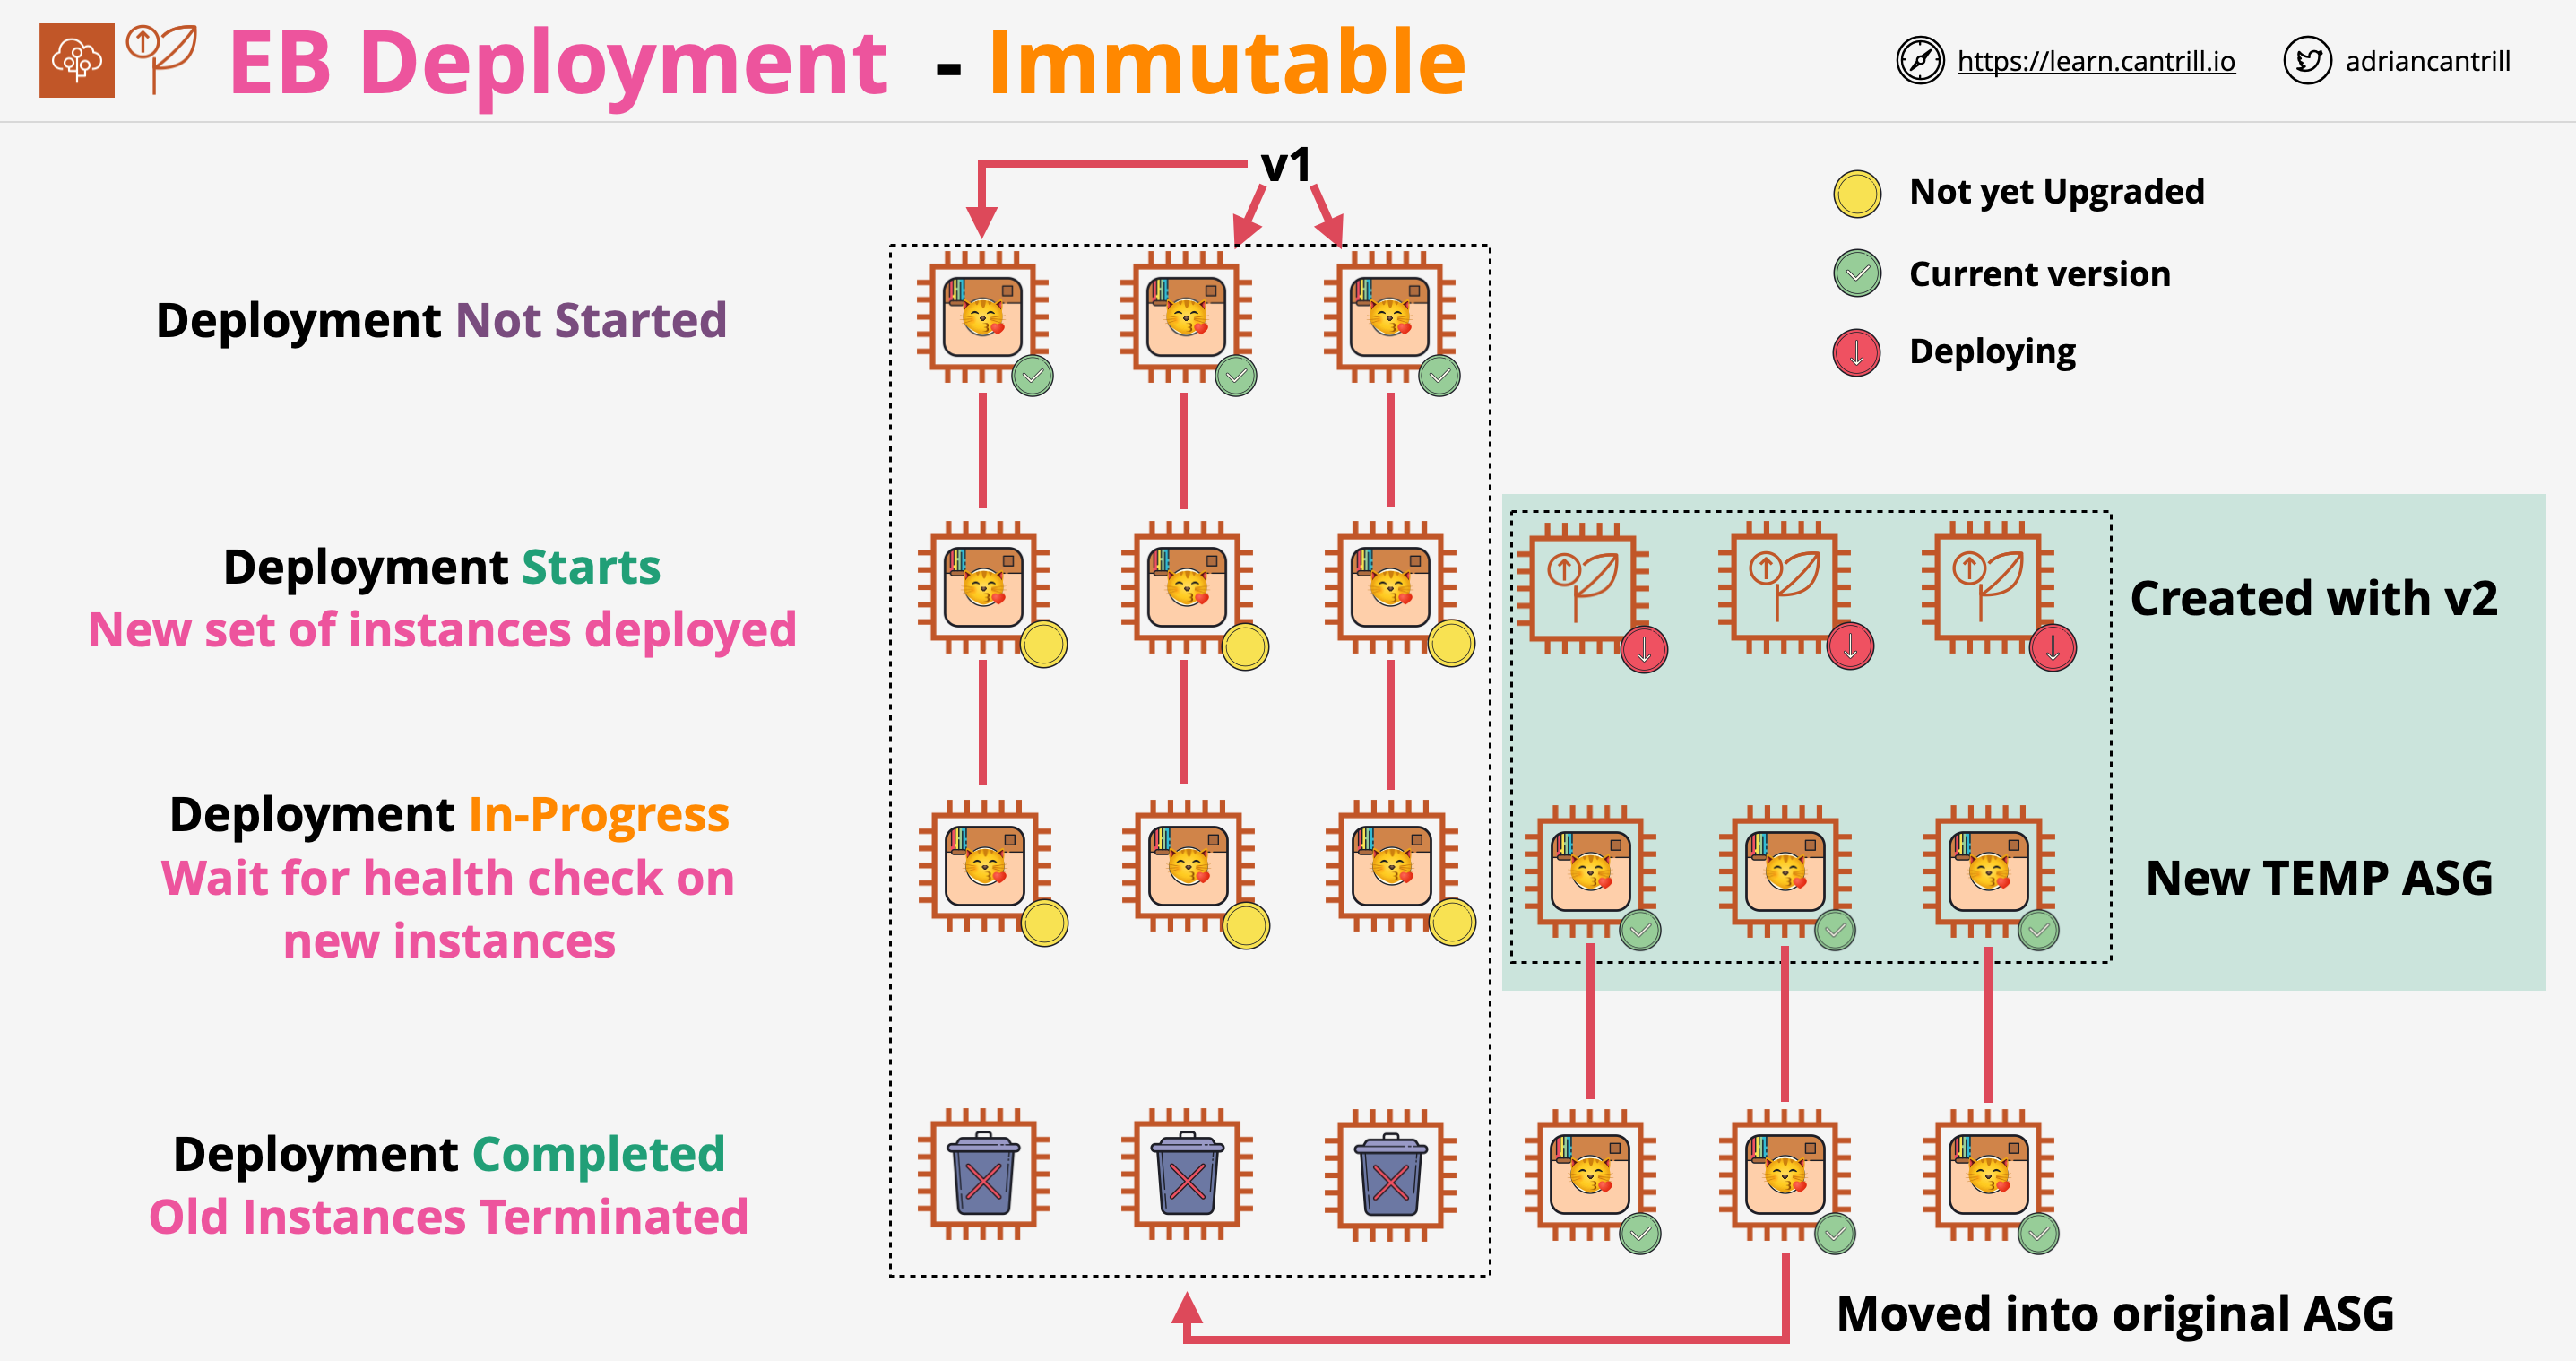 EB Deployment - Immutable
https://learn.cantrill.io
adriancantrill
v1
Not yet Upgraded
Current version
Deploying
Deployment Not Started
Deployment Starts
New set of instances deployed
Created with v2
Deployment In-Progress
Wait for health check on
new instances
New TEMP ASG
Deployment Completed
Old Instances Terminated
Moved into original ASG